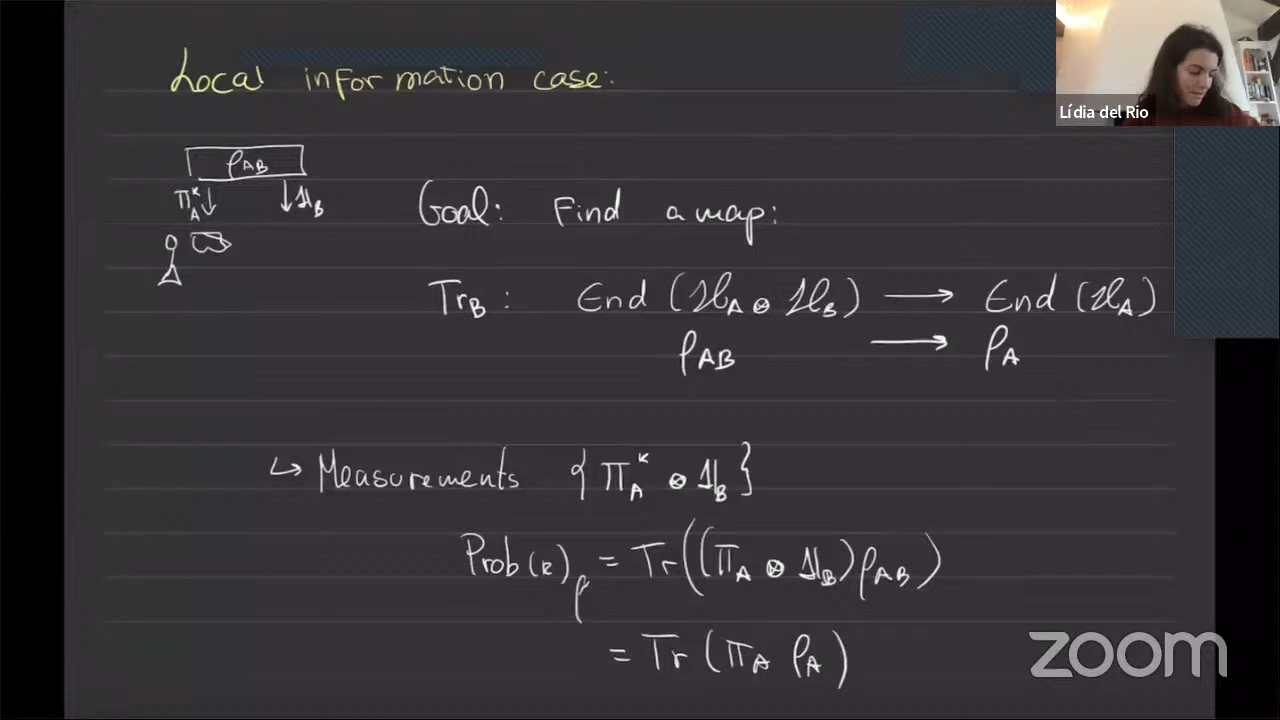 Local information case:
Lídia del Rio
ρAB
Π^k_A ↓ ↓ 𝟙B
Goal: Find a map:
TrB : End (ℋA ⊗ ℋB) ⟶ End (ℋA)
ρAB ⟶ ρA
↳ Measurements { Π^k_A ⊗ 𝟙B }
Prob(k)ρ = Tr((ΠA ⊗ 𝟙B)ρAB)
= Tr (ΠA ρA)
zoom